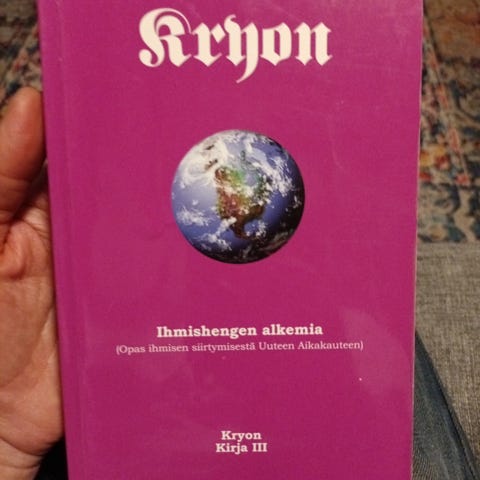 Kryon
Ihmishengen alkemia
(Opas ihmisen siirtymisestä Uuteen Aikakauteen)
Kryon
Kirja III